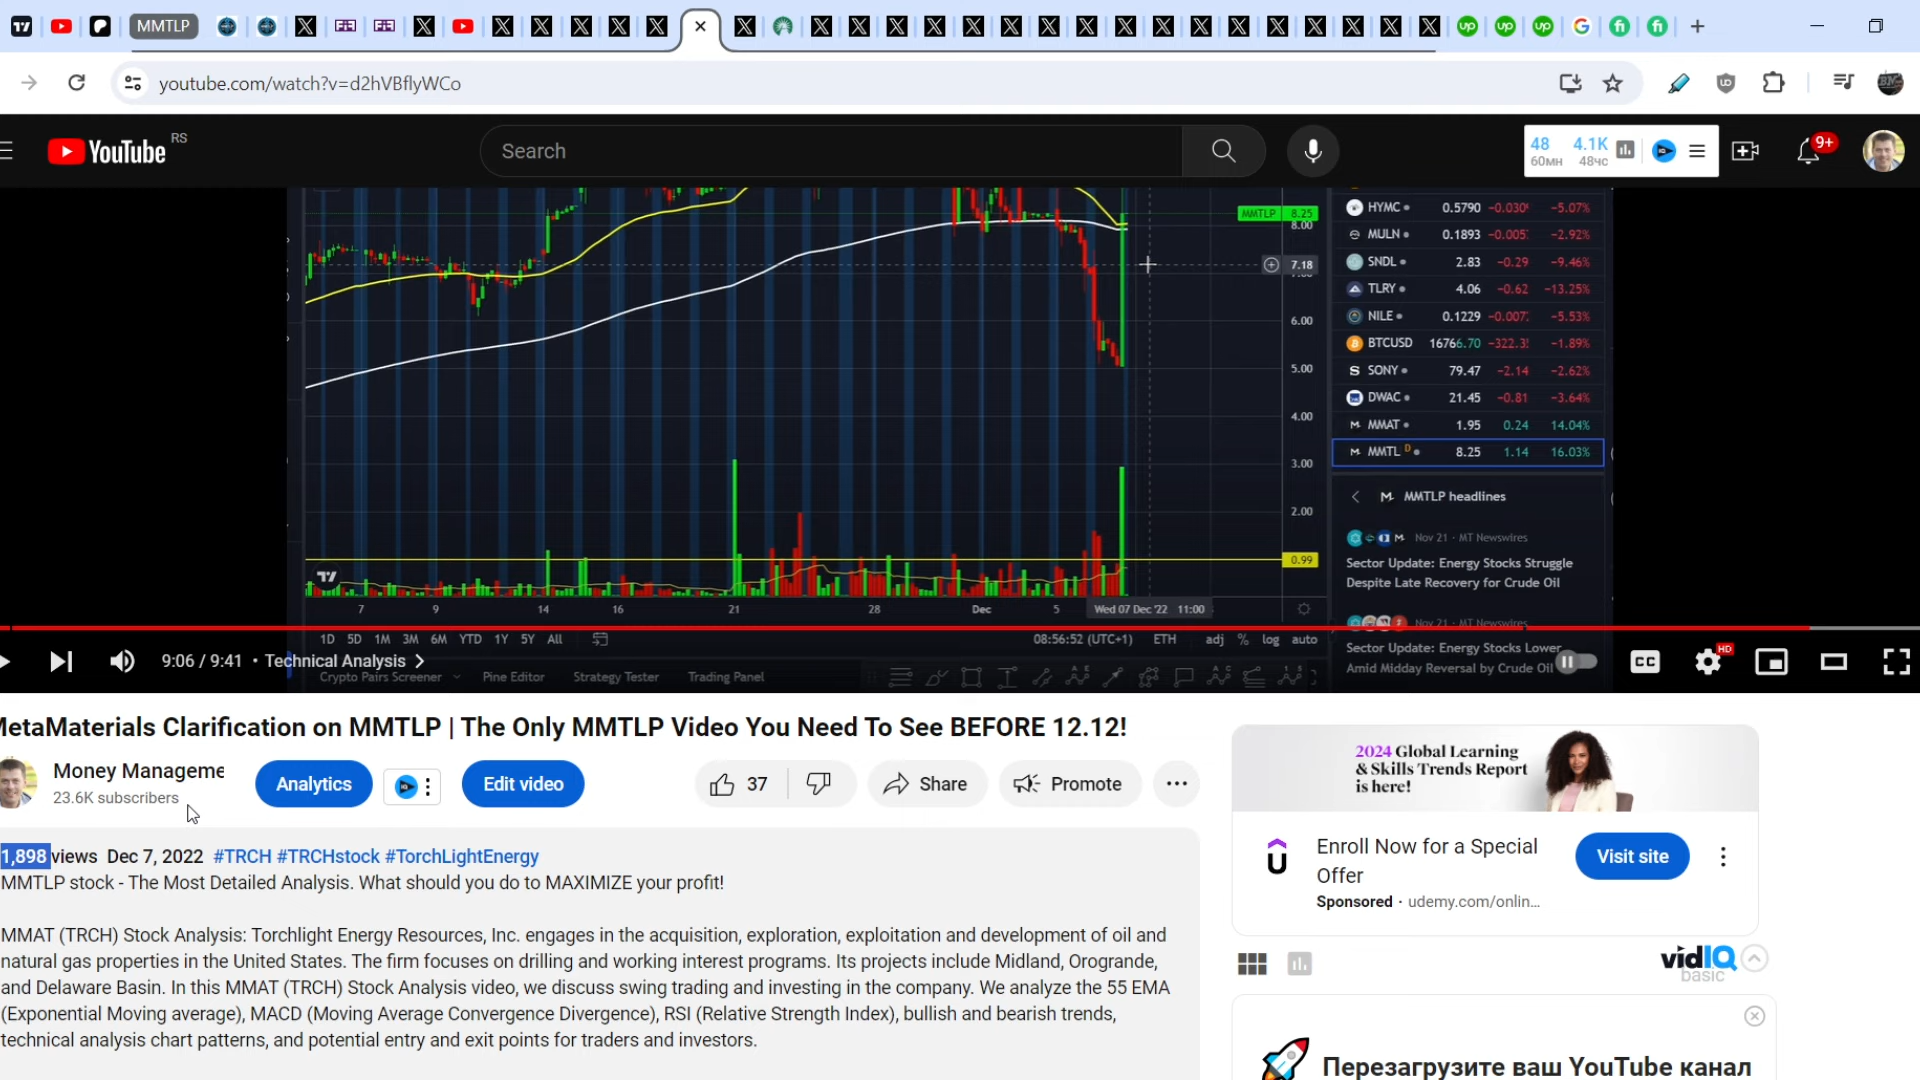 MMTLP
youtube.com/watch?v=d2hVBflyWCo
YouTube RS
Search
48 4.1K
60мн 48чс
9+
MMTLP 8.25
8.00
7.18
6.00
5.00
4.00
3.00
2.00
0.99
7 9 14 16 21 28 Dec 5 Wed 07 Dec '22 11:00
1D 5D 1M 3M 6M YTD 1Y 5Y All 08:56:52 (UTC+1) ETH adj % log auto
HYMC 0.5790 −5.07%
MULN 0.1893 −2.92%
SNDL 2.83 −0.29 −9.46%
TLRY 4.06 −0.62 −13.25%
NILE 0.1229 −5.53%
BTCUSD 16766.70 −1.89%
SONY 79.47 −2.14 −2.62%
DWAC 21.45 −0.81 −3.64%
MMAT 1.95 0.24 14.04%
MMTL D 8.25 1.14 16.03%
MMTLP headlines
Nov 21 · MT Newswires
Sector Update: Energy Stocks Struggle
Despite Late Recovery for Crude Oil
Nov 21 · MT Newswires
Sector Update: Energy Stocks Lower
Amid Midday Reversal by Crude Oil
9:06 / 9:41 • Technical Analysis
CC
HD
Crypto Pairs Screener Pine Editor Strategy Tester Trading Panel
MetaMaterials Clarification on MMTLP | The Only MMTLP Video You Need To See BEFORE 12.12!
Money Manageme
23.6K subscribers
Analytics
Edit video
37
Share
Promote
1,898 views Dec 7, 2022 #TRCH #TRCHstock #TorchLightEnergy
MMTLP stock - The Most Detailed Analysis. What should you do to MAXIMIZE your profit!
MMAT (TRCH) Stock Analysis: Torchlight Energy Resources, Inc. engages in the acquisition, exploration, exploitation and development of oil and
natural gas properties in the United States. The firm focuses on drilling and working interest programs. Its projects include Midland, Orogrande,
and Delaware Basin. In this MMAT (TRCH) Stock Analysis video, we discuss swing trading and investing in the company. We analyze the 55 EMA
(Exponential Moving average), MACD (Moving Average Convergence Divergence), RSI (Relative Strength Index), bullish and bearish trends,
technical analysis chart patterns, and potential entry and exit points for traders and investors.
2024 Global Learning
& Skills Trends Report
is here!
Enroll Now for a Special
Offer
Sponsored · udemy.com/onlin...
Visit site
vidIQ
basic
Перезагрузите ваш YouTube канал